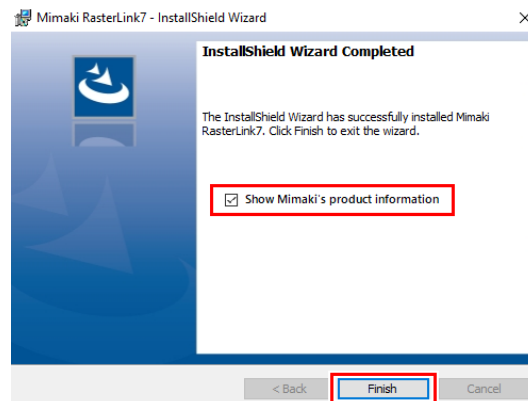 Mimaki RasterLink7 - InstallShield Wizard
InstallShield Wizard Completed
The InstallShield Wizard has successfully installed Mimaki
RasterLink7. Click Finish to exit the wizard.
Show Mimaki's product information
< Back Finish Cancel